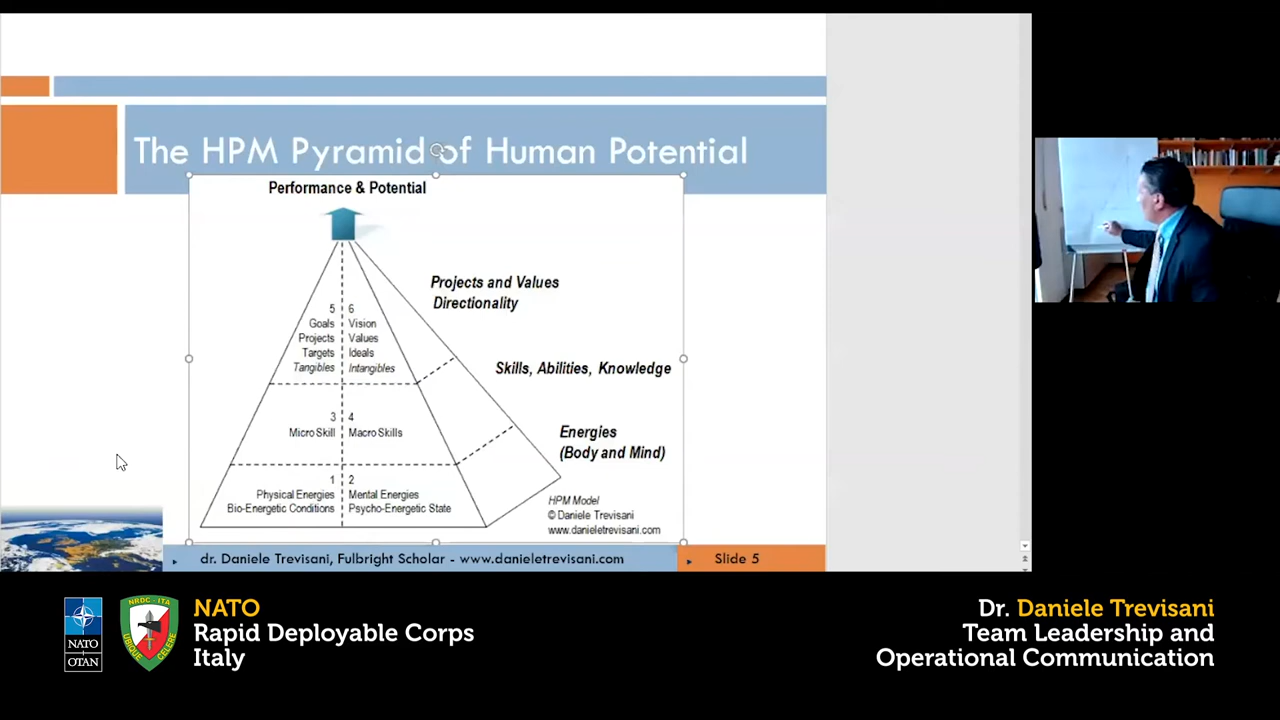 The HPM Pyramid of Human Potential
Performance & Potential
Projects and Values
Directionality
5 6
Goals Vision
Projects Values
Targets Ideals
Tangibles Intangibles
Skills, Abilities, Knowledge
3 4
Micro Skill Macro Skills
Energies
(Body and Mind)
1 2
Physical Energies Mental Energies
Bio-Energetic Conditions Psycho-Energetic State
HPM Model
© Daniele Trevisani
www.danieletrevisani.com
dr. Daniele Trevisani, Fulbright Scholar - www.danieletrevisani.com
Slide 5
NATO
OTAN
NRDC - ITA
UBIQUE CELERE
NATO
Rapid Deployable Corps
Italy
Dr. Daniele Trevisani
Team Leadership and
Operational Communication